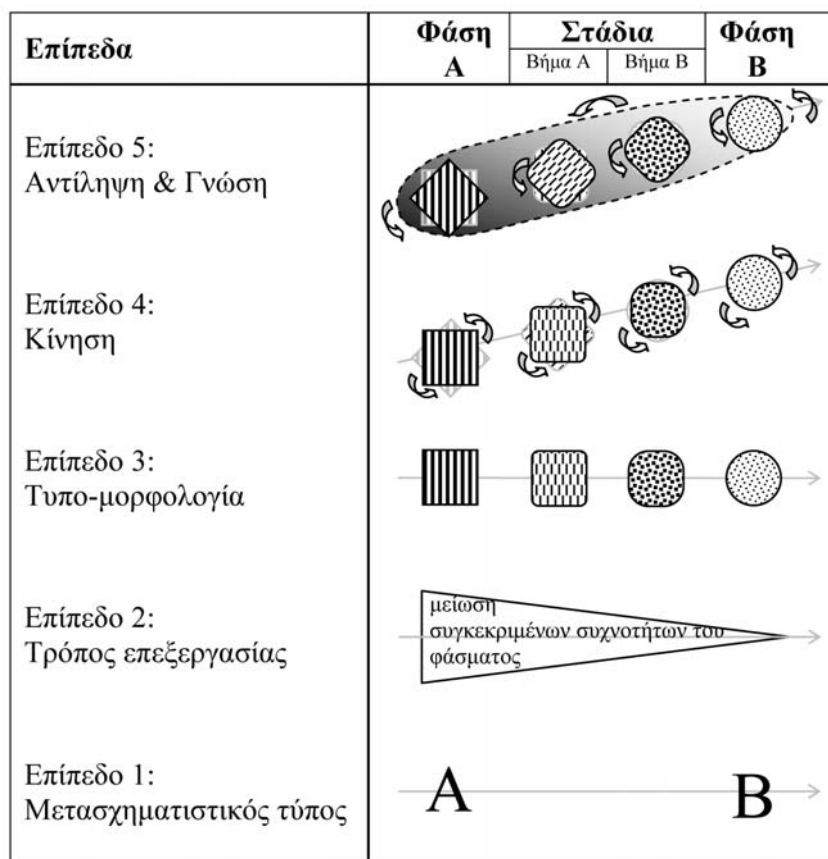 Επίπεδα
Φάση
A
Στάδια
Βήμα Α
Βήμα Β
Φάση
B
Επίπεδο 5:
Αντίληψη & Γνώση
Επίπεδο 4:
Κίνηση
Επίπεδο 3:
Τυπο-μορφολογία
Επίπεδο 2:
Τρόπος επεξεργασίας
μείωση
συγκεκριμένων συχνοτήτων του
φάσματος
Επίπεδο 1:
Μετασχηματιστικός τύπος
A
B